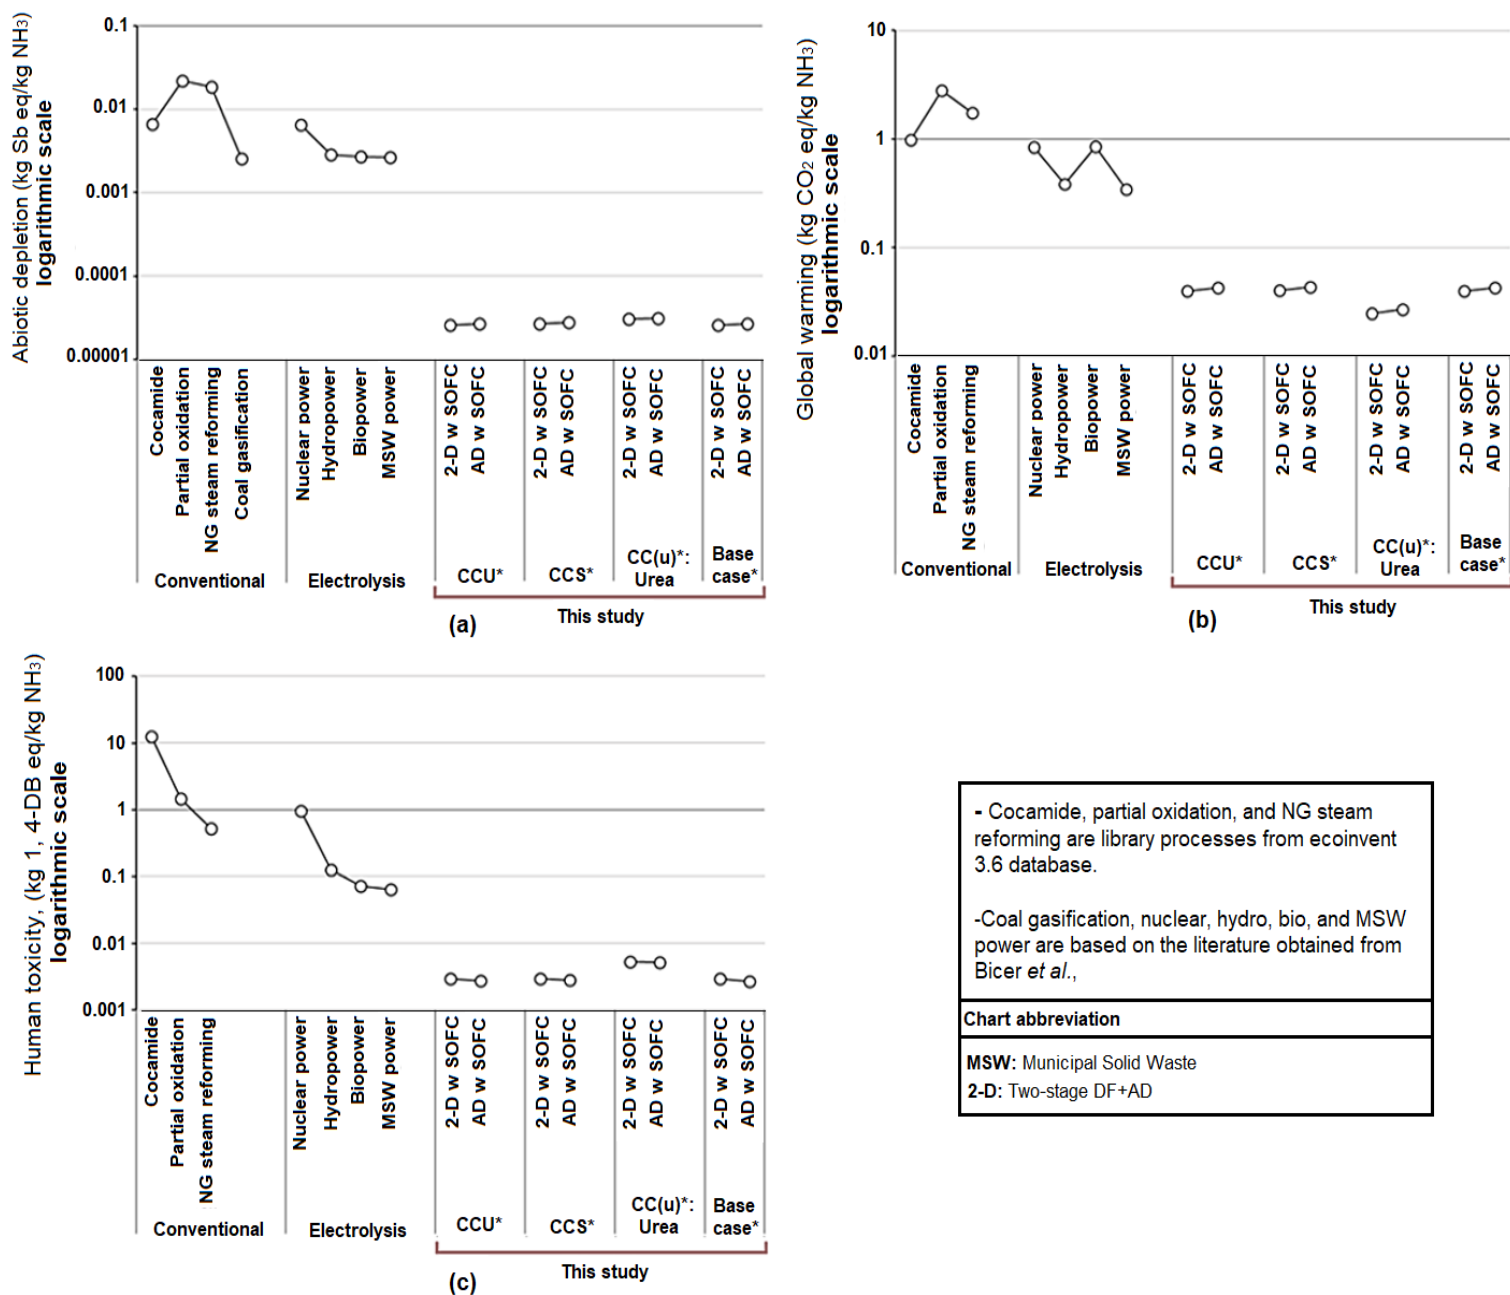 Abiotic depletion (kg Sb eq/kg NH3)
logarithmic scale
0.1
0.01
0.001
0.0001
0.00001
Cocamide
Partial oxidation
NG steam reforming
Coal gasification
Nuclear power
Hydropower
Biopower
MSW power
2-D w SOFC
AD w SOFC
2-D w SOFC
AD w SOFC
2-D w SOFC
AD w SOFC
2-D w SOFC
AD w SOFC
Conventional
Electrolysis
CCU*
CCS*
CC(u)*:
Urea
Base
case*
This study
(a)
Global warming (kg CO2 eq/kg NH3)
logarithmic scale
10
1
0.1
0.01
Cocamide
Partial oxidation
NG steam reforming
Nuclear power
Hydropower
Biopower
MSW power
2-D w SOFC
AD w SOFC
2-D w SOFC
AD w SOFC
2-D w SOFC
AD w SOFC
2-D w SOFC
AD w SOFC
Conventional
Electrolysis
CCU*
CCS*
CC(u)*:
Urea
Base
case*
This study
(b)
Human toxicity, (kg 1, 4-DB eq/kg NH3)
logarithmic scale
100
10
1
0.1
0.01
0.001
Cocamide
Partial oxidation
NG steam reforming
Nuclear power
Hydropower
Biopower
MSW power
2-D w SOFC
AD w SOFC
2-D w SOFC
AD w SOFC
2-D w SOFC
AD w SOFC
2-D w SOFC
AD w SOFC
Conventional
Electrolysis
CCU*
CCS*
CC(u)*:
Urea
Base
case*
This study
(c)
- Cocamide, partial oxidation, and NG steam
reforming are library processes from ecoinvent
3.6 database.
-Coal gasification, nuclear, hydro, bio, and MSW
power are based on the literature obtained from
Bicer et al.,
Chart abbreviation
MSW: Municipal Solid Waste
2-D: Two-stage DF+AD